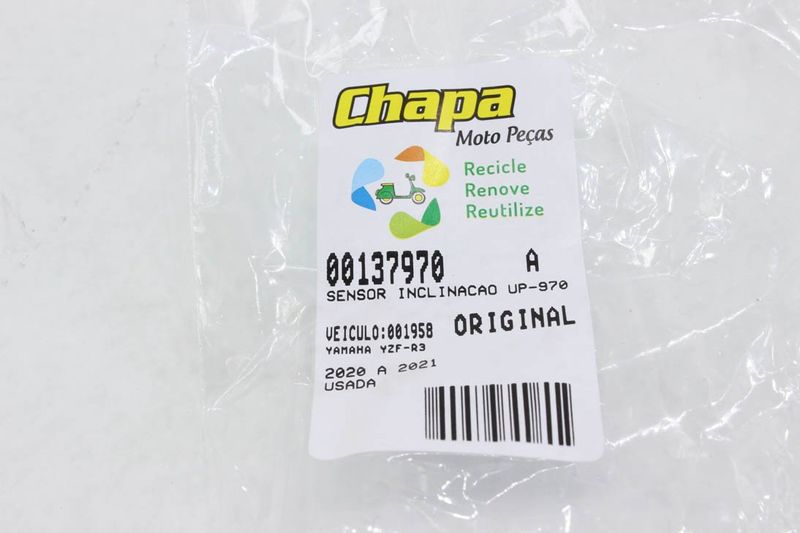 Chapa
Moto Peças
Recicle
Renove
Reutilize
00137970 A
SENSOR INCLINACAO UP-970
VEICULO:001958 ORIGINAL
YAMAHA YZF-R3
2020 A 2021
USADA